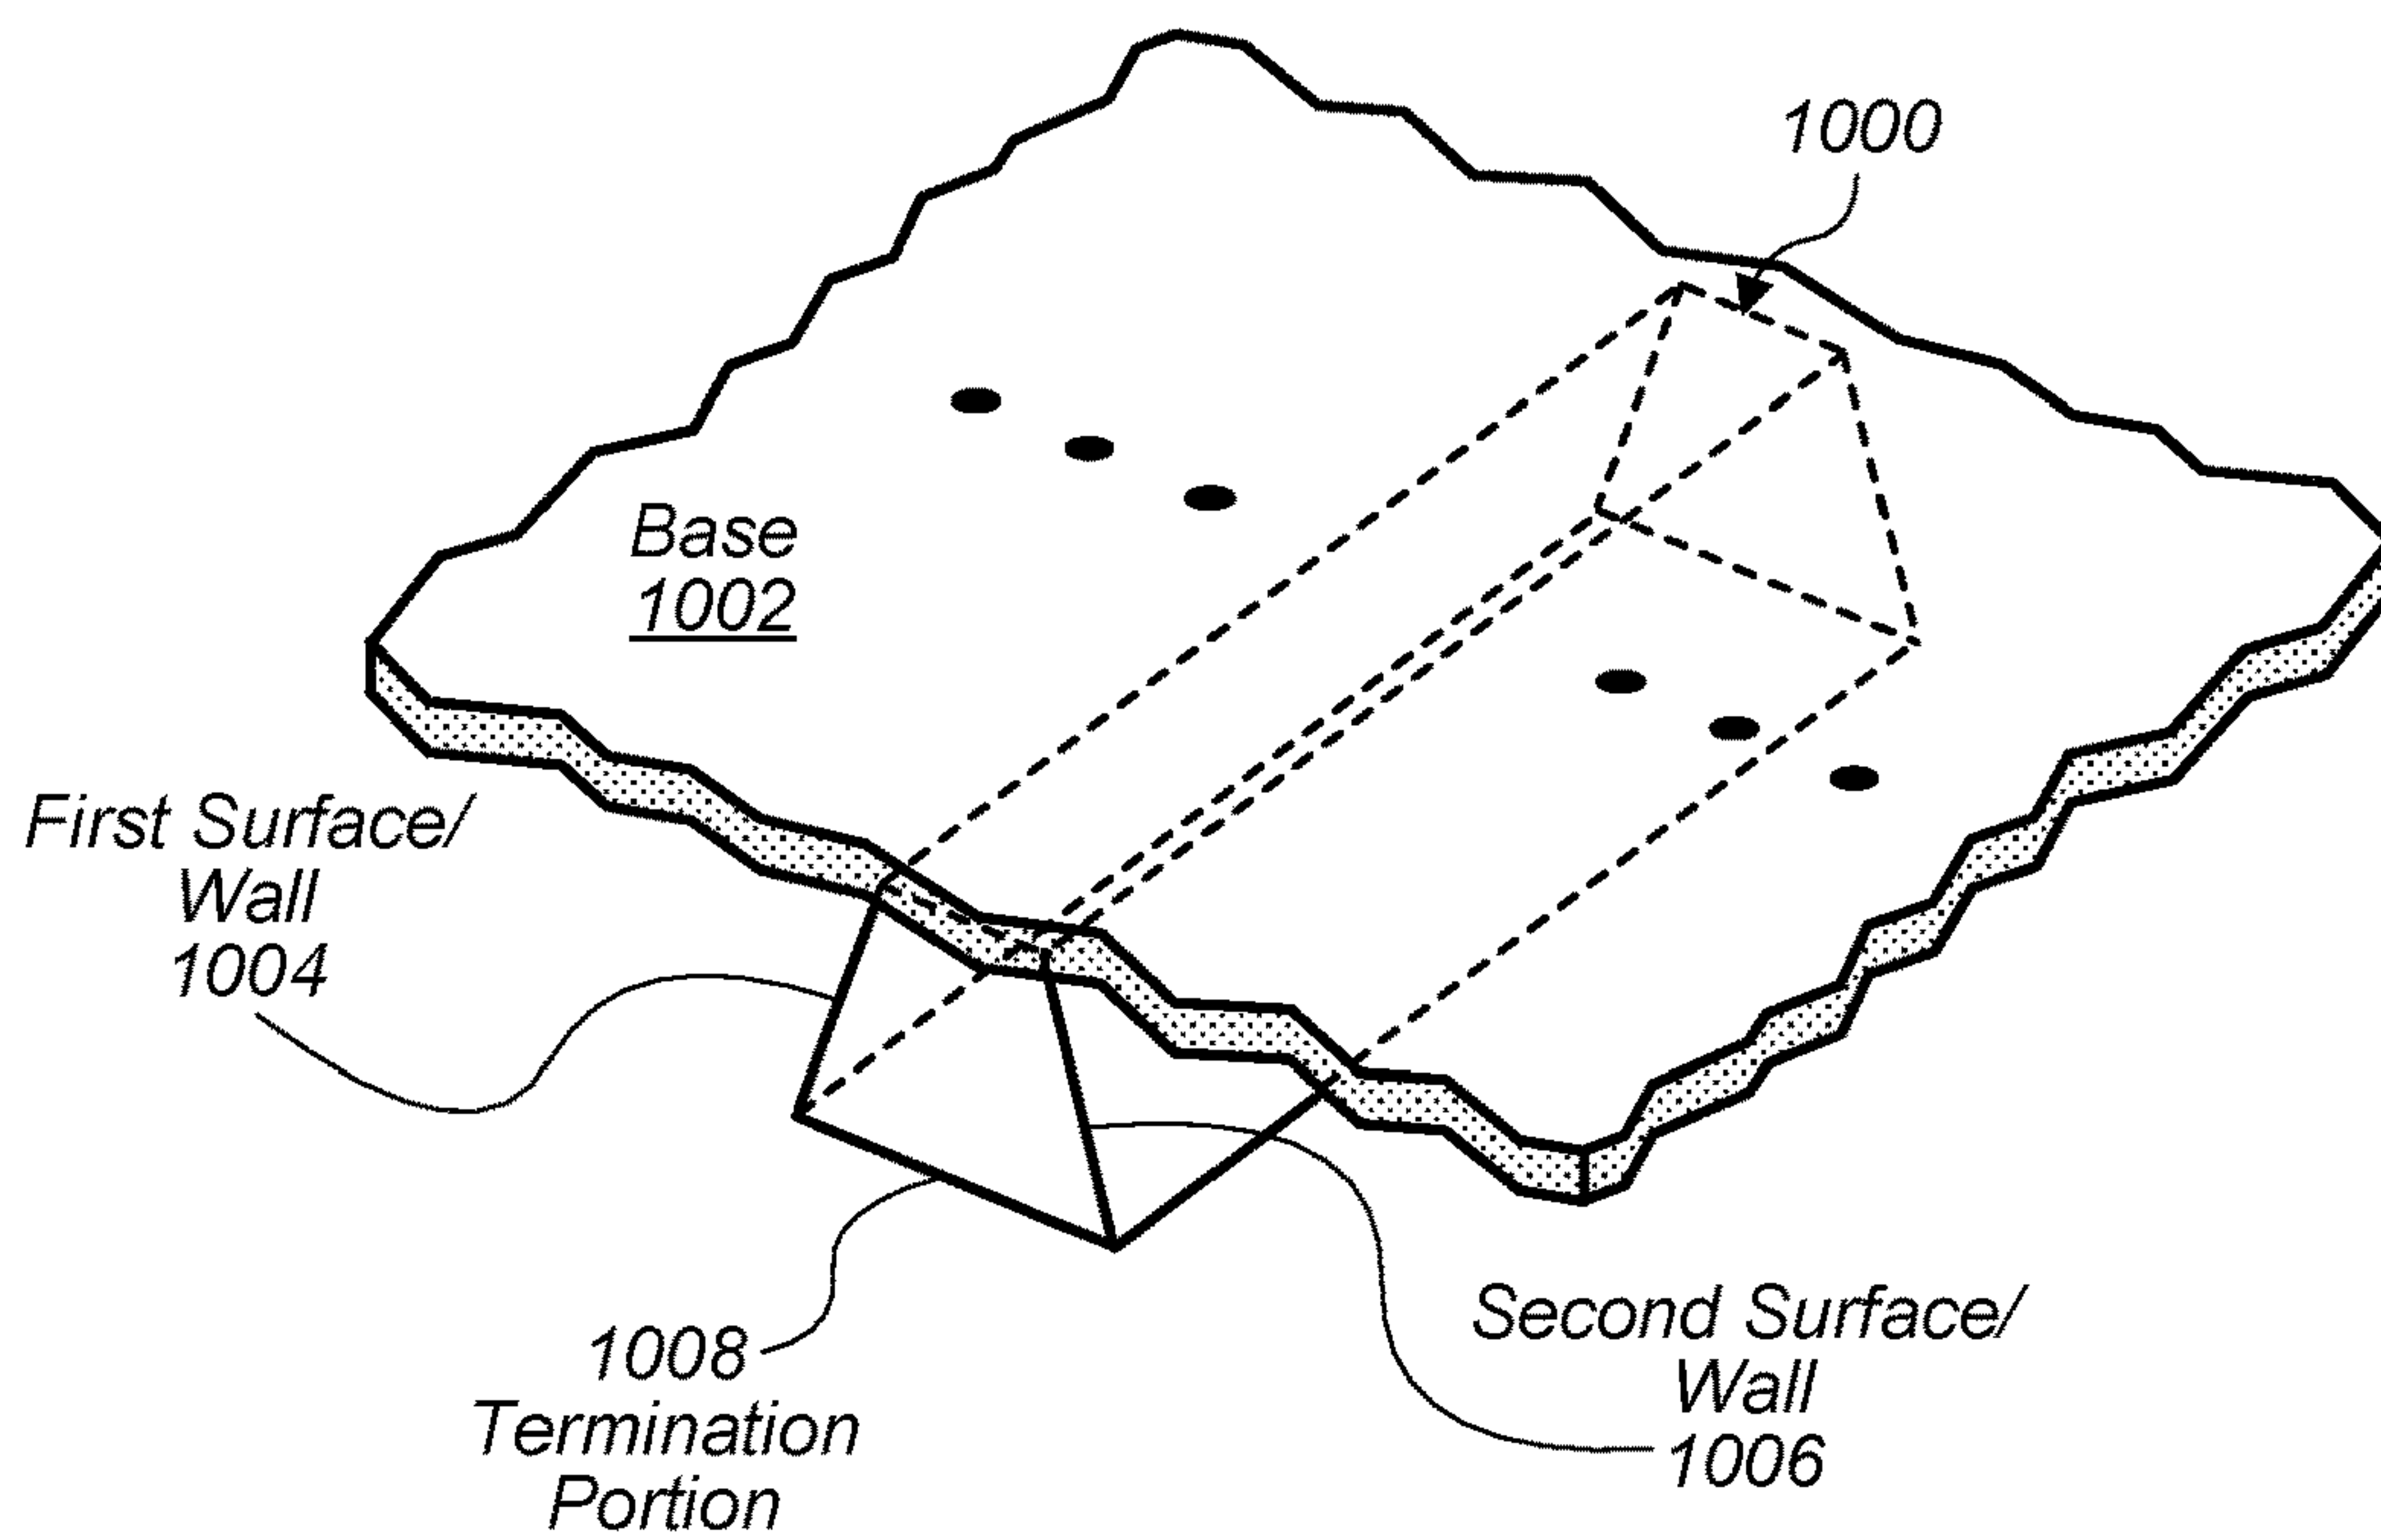 1000
Base
1002
First Surface/
Wall
1004
1008
Termination
Portion
Second Surface/
Wall
1006